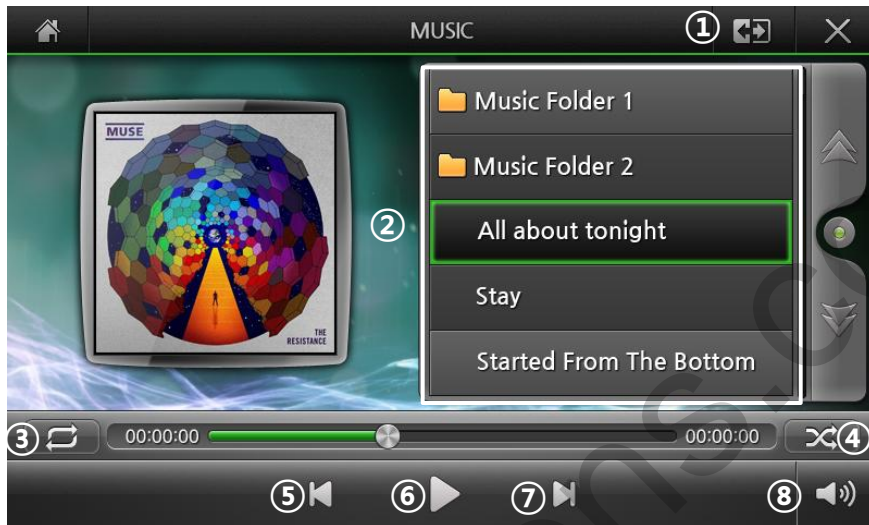 MUSIC ①
Music Folder 1
MUSE
Music Folder 2
②
All about tonight
Stay
THE
RESISTANCE
Started From The Bottom
③ 00:00:00 00:00:00 ④
⑤ ⑥ ⑦ ⑧